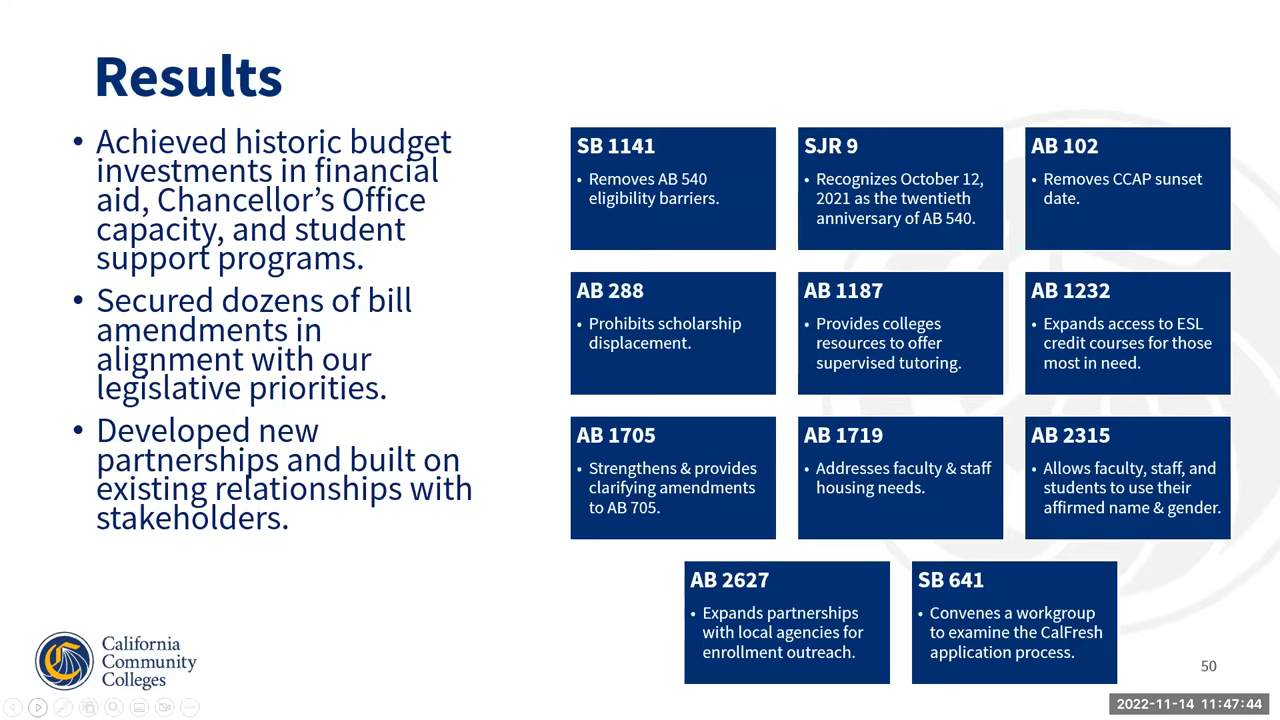 Results
• Achieved historic budget
investments in financial
aid, Chancellor’s Office
capacity, and student
support programs.
• Secured dozens of bill
amendments in
alignment with our
legislative priorities.
• Developed new
partnerships and built on
existing relationships with
stakeholders.
SB 1141
• Removes AB 540
eligibility barriers.
SJR 9
• Recognizes October 12,
2021 as the twentieth
anniversary of AB 540.
AB 102
• Removes CCAP sunset
date.
AB 288
• Prohibits scholarship
displacement.
AB 1187
• Provides colleges
resources to offer
supervised tutoring.
AB 1232
• Expands access to ESL
credit courses for those
most in need.
AB 1705
• Strengthens & provides
clarifying amendments
to AB 705.
AB 1719
• Addresses faculty & staff
housing needs.
AB 2315
• Allows faculty, staff, and
students to use their
affirmed name & gender.
AB 2627
• Expands partnerships
with local agencies for
enrollment outreach.
SB 641
• Convenes a workgroup
to examine the CalFresh
application process.
California
Community
Colleges
50
2022-11-14 11:47:44